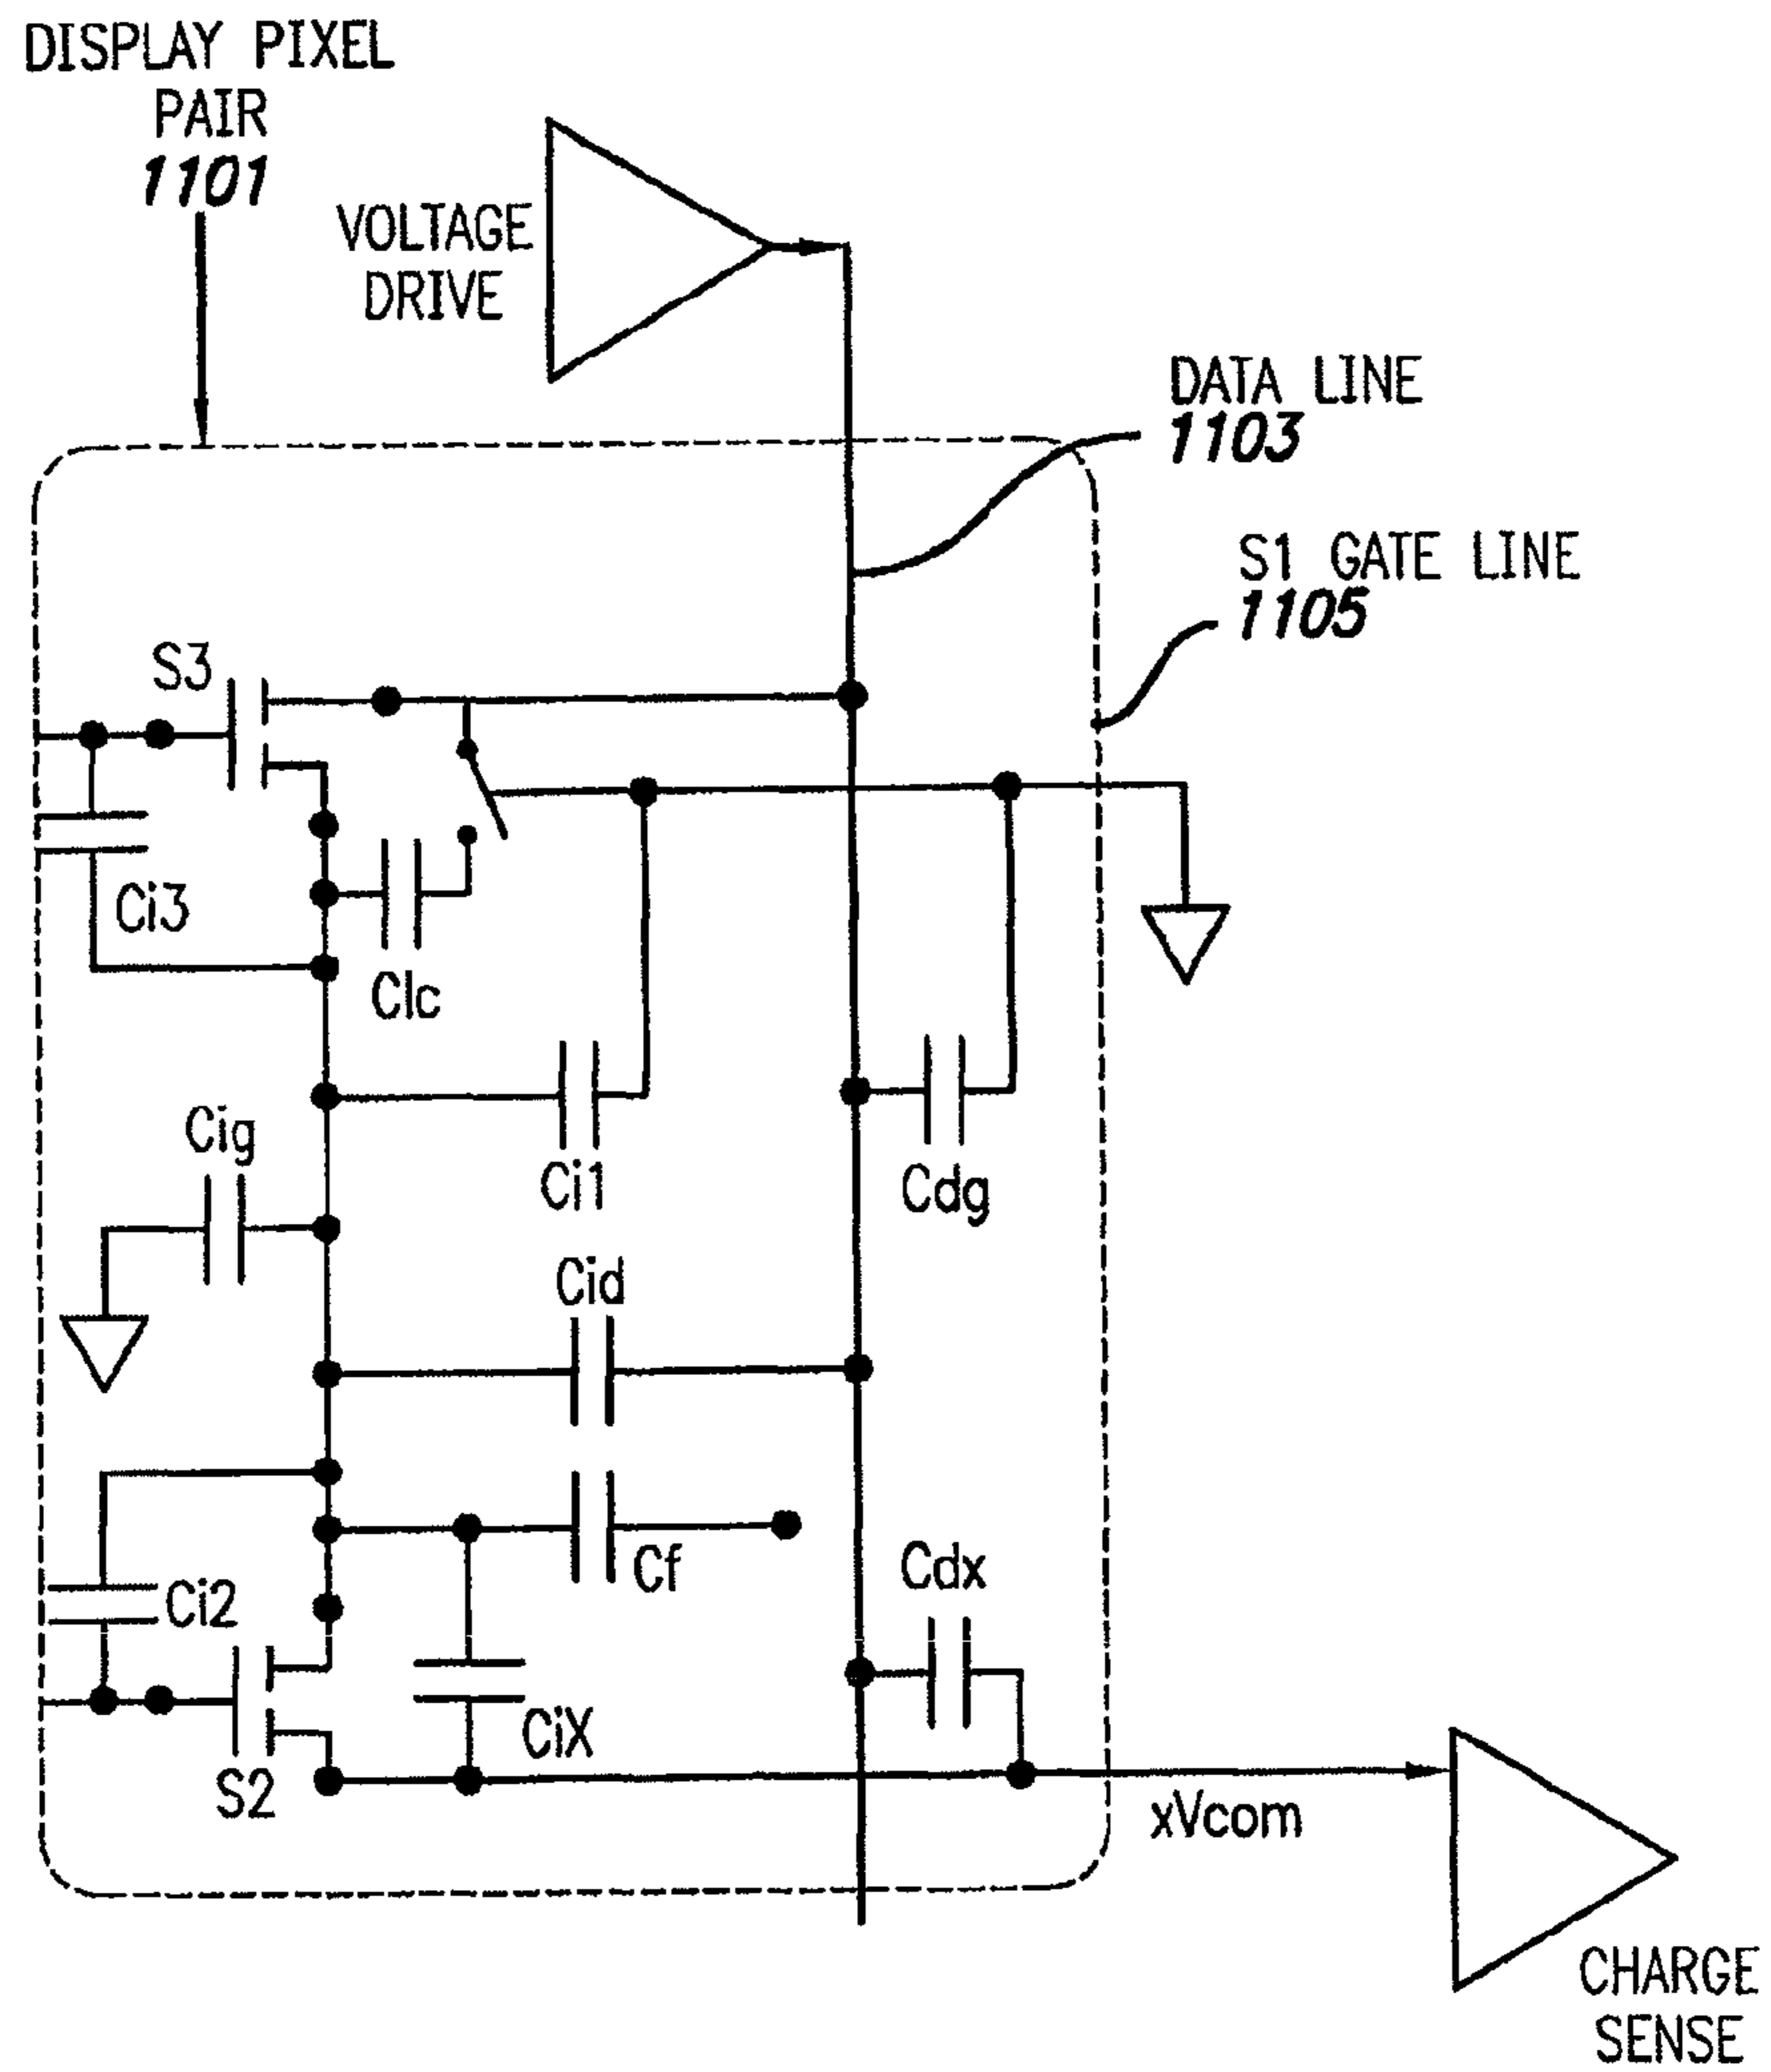 DISPLAY PIXEL
PAIR
1101
VOLTAGE
DRIVE
DATA LINE
1103
S1 GATE LINE
1105
S3
Ci3
Clc
Cig
Ci1
Cdg
Cid
Cf
Cdx
Ci2
CiX
S2
xVcom
CHARGE
SENSE